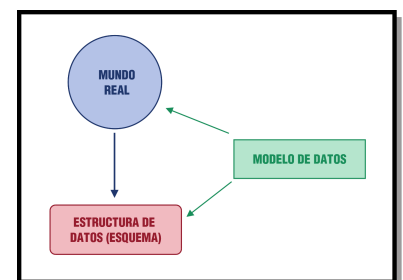 MUNDO
REAL
MODELO DE DATOS
ESTRUCTURA DE
DATOS (ESQUEMA)